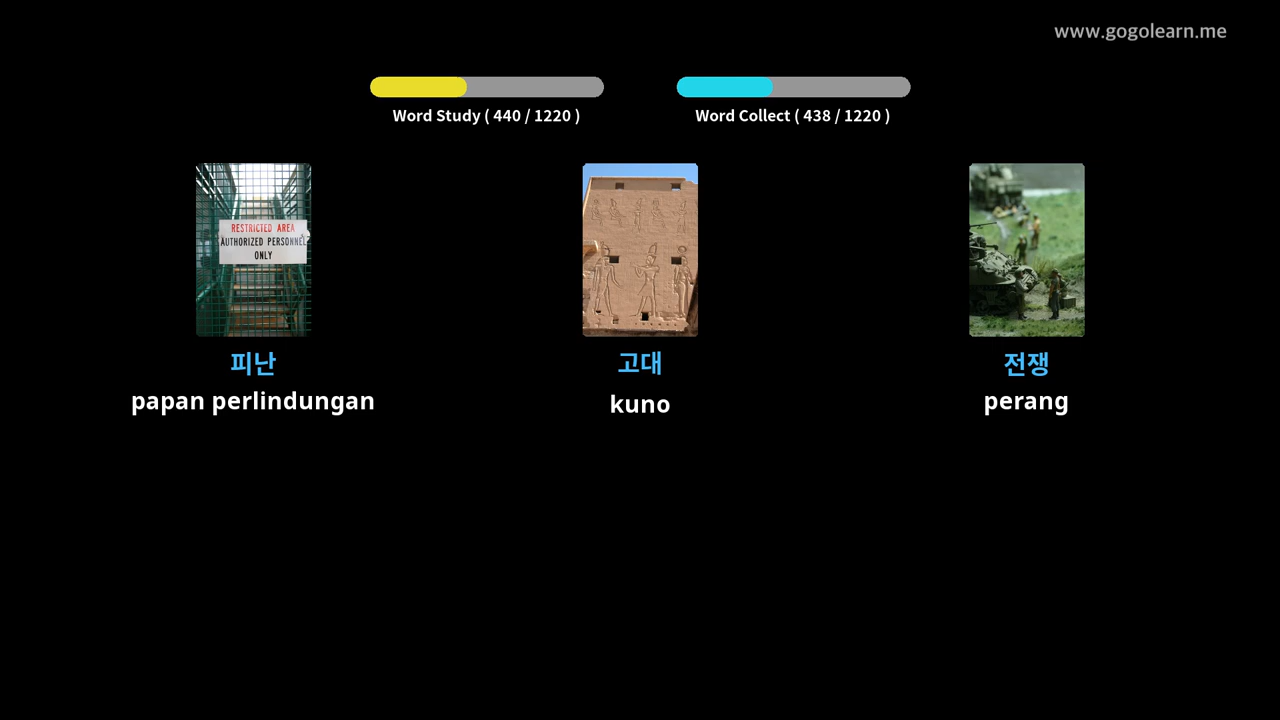 www.gogolearn.me
Word Study ( 440 / 1220 )
Word Collect ( 438 / 1220 )
RESTRICTED AREA
AUTHORIZED PERSONNEL
ONLY
피난
고대
전쟁
papan perlindungan
kuno
perang